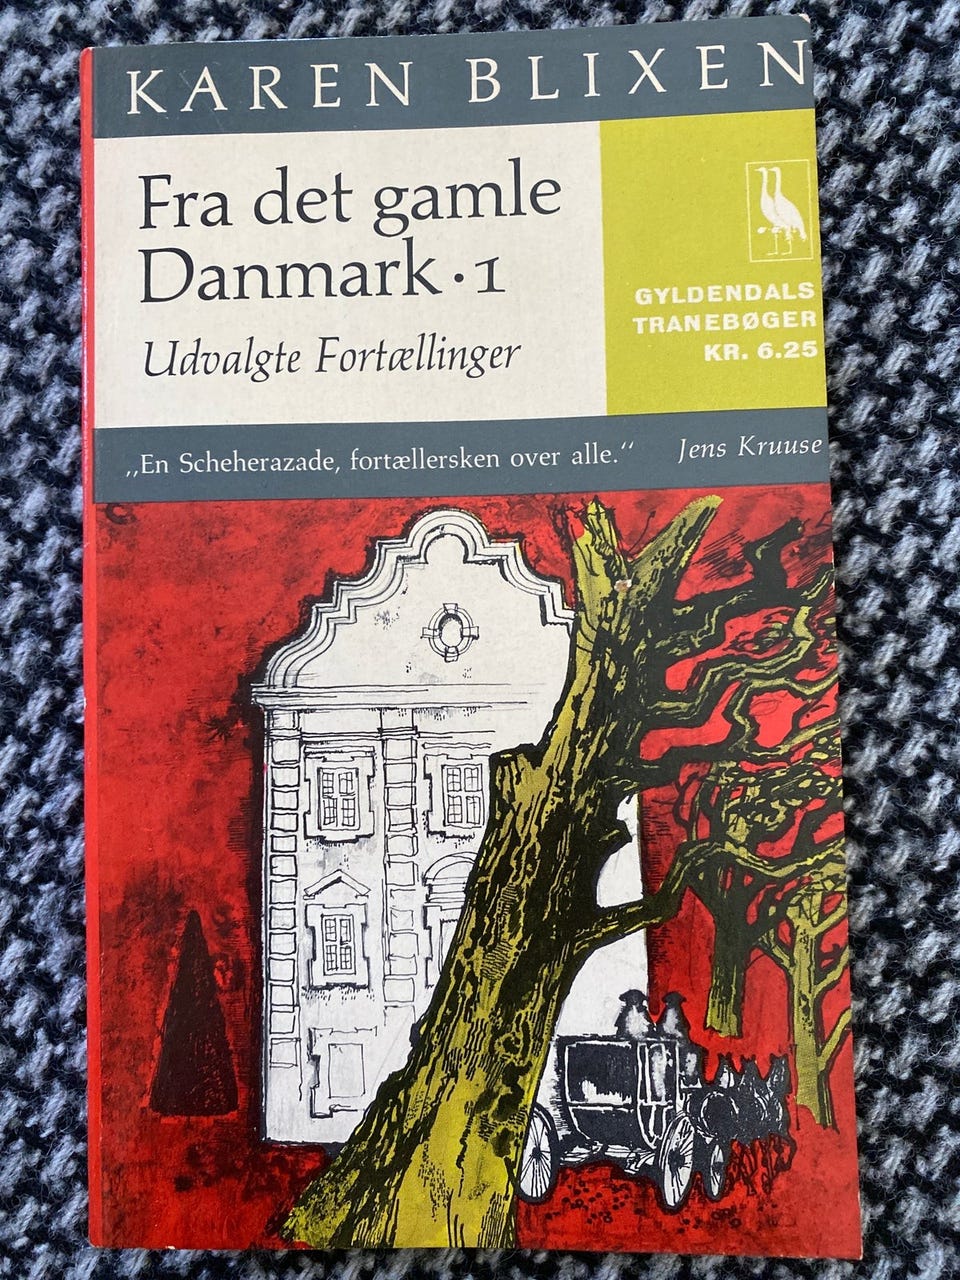 KAREN BLIXEN
Fra det gamle
Danmark · 1
Udvalgte Fortællinger
GYLDENDALS
TRANEBØGER
KR. 6.25
„En Scheherazade, fortællersken over alle.“ Jens Kruuse